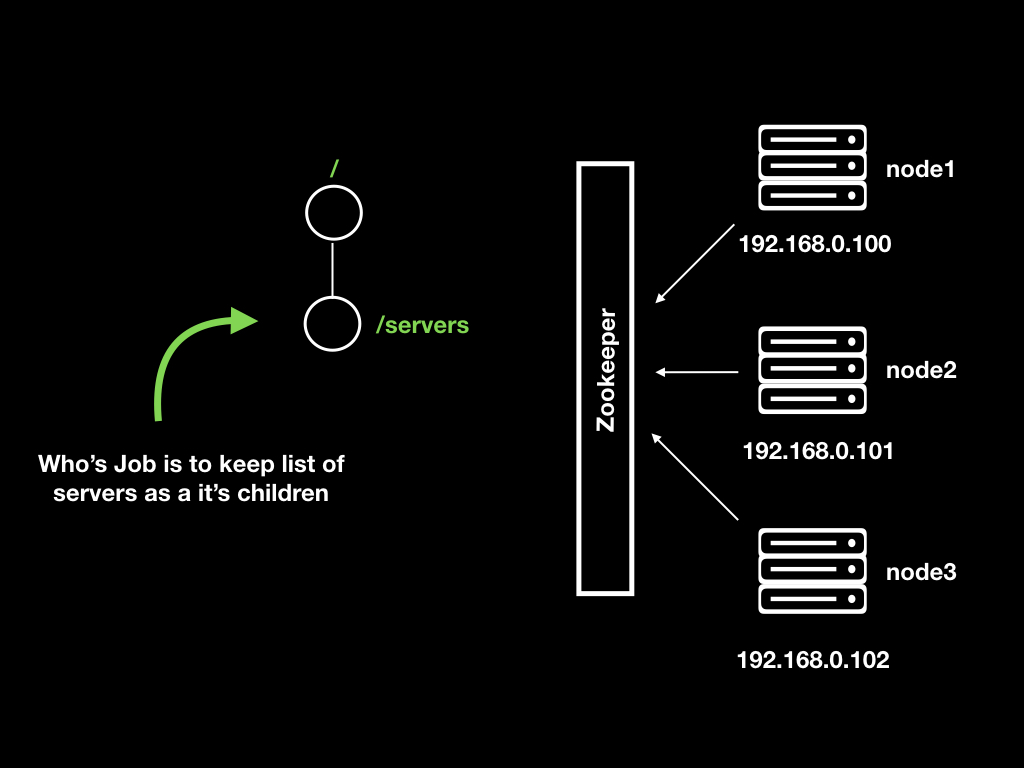 /
/servers
Who’s Job is to keep list of
servers as a it’s children
Zookeeper
node1
192.168.0.100
node2
192.168.0.101
node3
192.168.0.102